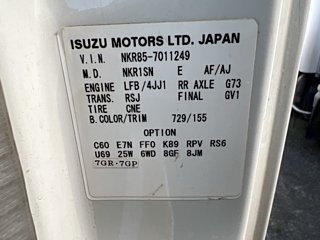 ISUZU MOTORS LTD. JAPAN
V.I.N. NKR85-7011249
M.D. NKR1SN E AF/AJ
ENGINE LFB/4JJ1 RR AXLE G73
TRANS. RSJ FINAL GV1
TIRE CNE
B.COLOR/TRIM 729/155
OPTION
C60 E7N FF0 K89 RPV RS6
U69 25W 6WD 8GF 8JM
7GR·7GP